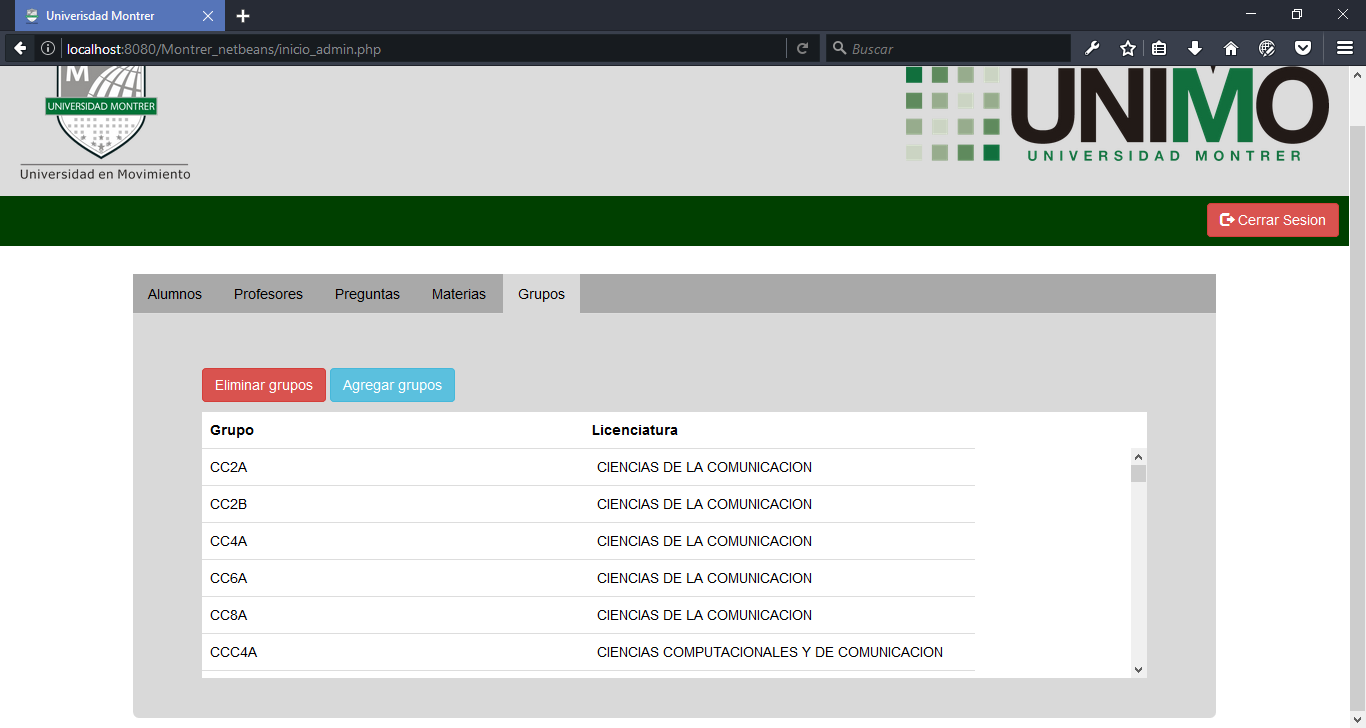 Univerisdad Montrer
localhost:8080/Montrer_netbeans/inicio_admin.php
Buscar
M
UNIVERSIDAD MONTRER
Universidad en Movimiento
UNIMO
UNIVERSIDAD MONTRER
Cerrar Sesion
Alumnos Profesores Preguntas Materias Grupos
Eliminar grupos Agregar grupos
Grupo Licenciatura
CC2A CIENCIAS DE LA COMUNICACION
CC2B CIENCIAS DE LA COMUNICACION
CC4A CIENCIAS DE LA COMUNICACION
CC6A CIENCIAS DE LA COMUNICACION
CC8A CIENCIAS DE LA COMUNICACION
CCC4A CIENCIAS COMPUTACIONALES Y DE COMUNICACION